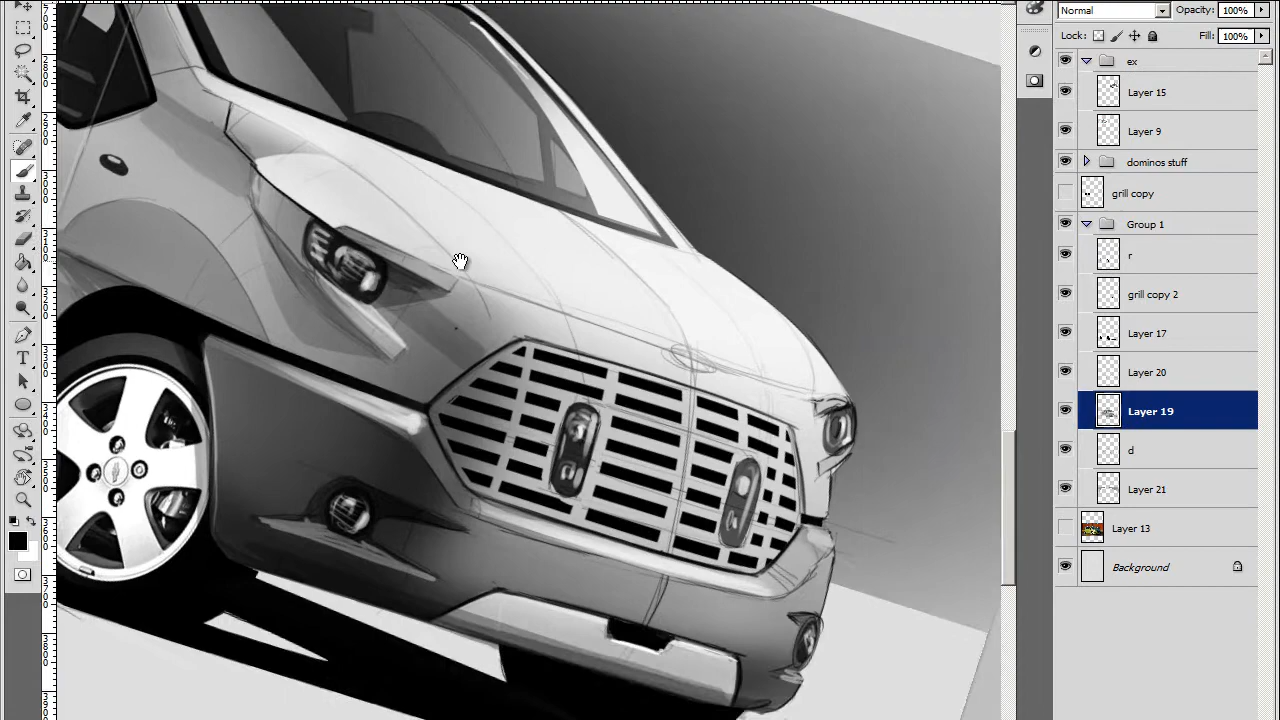 Normal
Opacity: 100%
Lock:
Fill: 100%
ex
Layer 15
Layer 9
dominos stuff
grill copy
Group 1
r
grill copy 2
Layer 17
Layer 20
Layer 19
d
Layer 21
Layer 13
Background